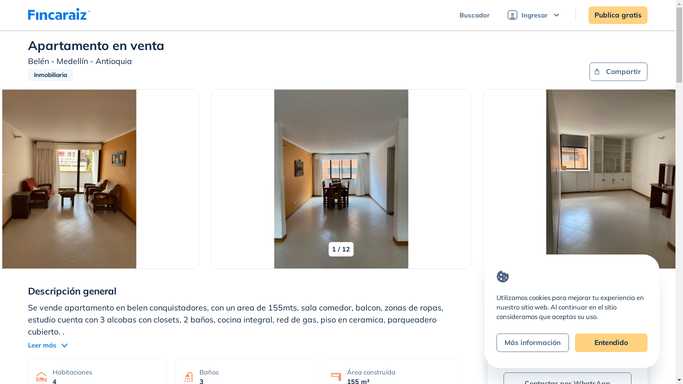 Fincaraiz
Buscador
Ingresar
Publica gratis
Apartamento en venta
Belén - Medellín - Antioquia
Inmobiliaria
Compartir
1 / 12
Descripción general
Se vende apartamento en belen conquistadores, con un area de 155mts, sala comedor, balcon, zonas de ropas,
estudio cuenta con 3 alcobas con closets, 2 baños, cocina integral, red de gas, piso en ceramica, parqueadero
cubierto. .
Leer más
Habitaciones
4
Baños
3
Área construida
155 m²
Utilizamos cookies para mejorar tu experiencia en
nuestro sitio web. Al continuar en el sitio
consideramos que aceptas su uso.
Más información
Entendido
Contactar por WhatsApp